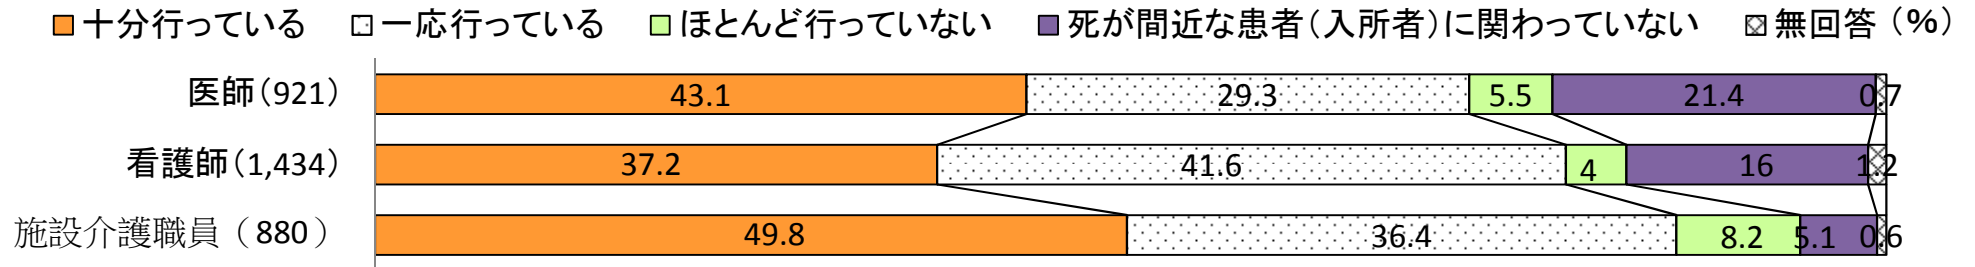 十分行っている 一応行っている ほとんど行っていない 死が間近な患者(入所者)に関わっていない 無回答 (%)
医師(921) 43.1 29.3 5.5 21.4 0.7
看護師(1,434) 37.2 41.6 4 16 1.2
施設介護職員(880) 49.8 36.4 8.2 5.1 0.6